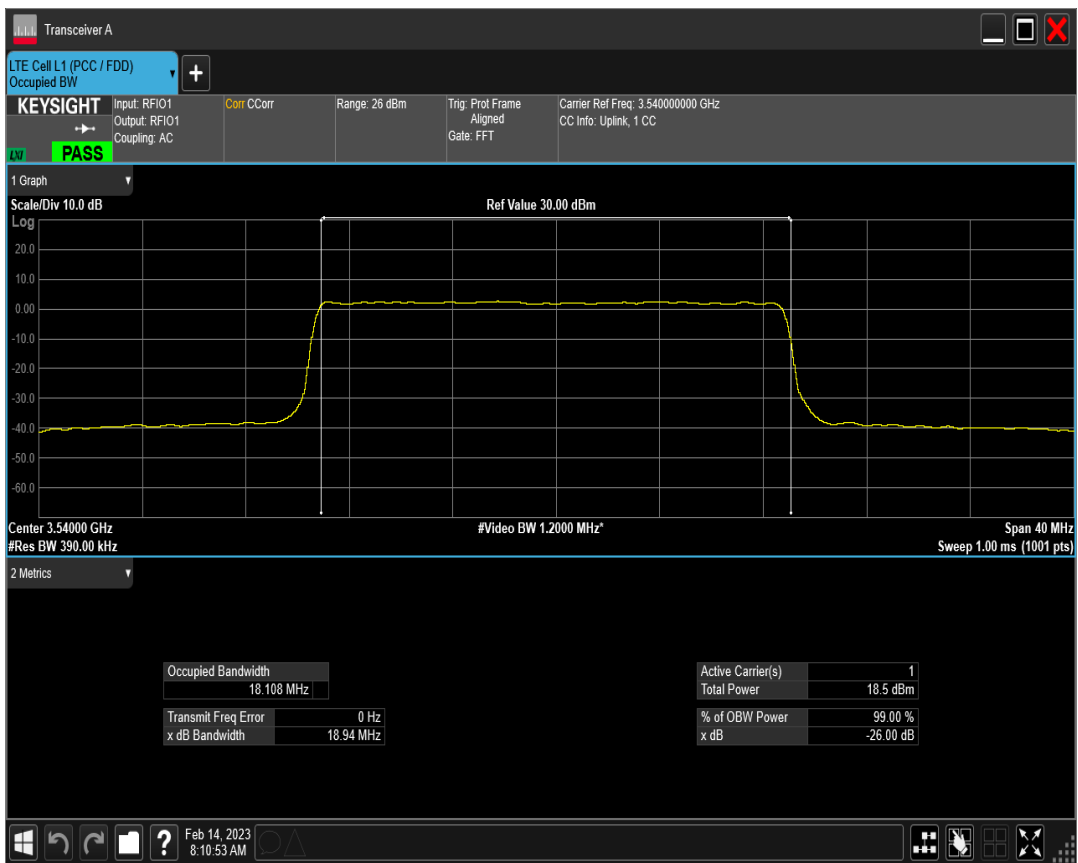 Transceiver A
LTE Cell L1 (PCC / FDD)
Occupied BW
KEYSIGHT
LXI
PASS
Input: RFIO1
Output: RFIO1
Coupling: AC
Corr CCorr
Range: 26 dBm
Trig: Prot Frame
Aligned
Gate: FFT
Carrier Ref Freq: 3.540000000 GHz
CC Info: Uplink, 1 CC
1 Graph
Scale/Div 10.0 dB
Ref Value 30.00 dBm
Log
20.0
10.0
0.00
-10.0
-20.0
-30.0
-40.0
-50.0
-60.0
Center 3.54000 GHz
#Video BW 1.2000 MHz*
Span 40 MHz
#Res BW 390.00 kHz
Sweep 1.00 ms (1001 pts)
2 Metrics
Occupied Bandwidth
18.108 MHz
Transmit Freq Error 0 Hz
x dB Bandwidth 18.94 MHz
Active Carrier(s) 1
Total Power 18.5 dBm
% of OBW Power 99.00 %
x dB -26.00 dB
?
Feb 14, 2023
8:10:53 AM